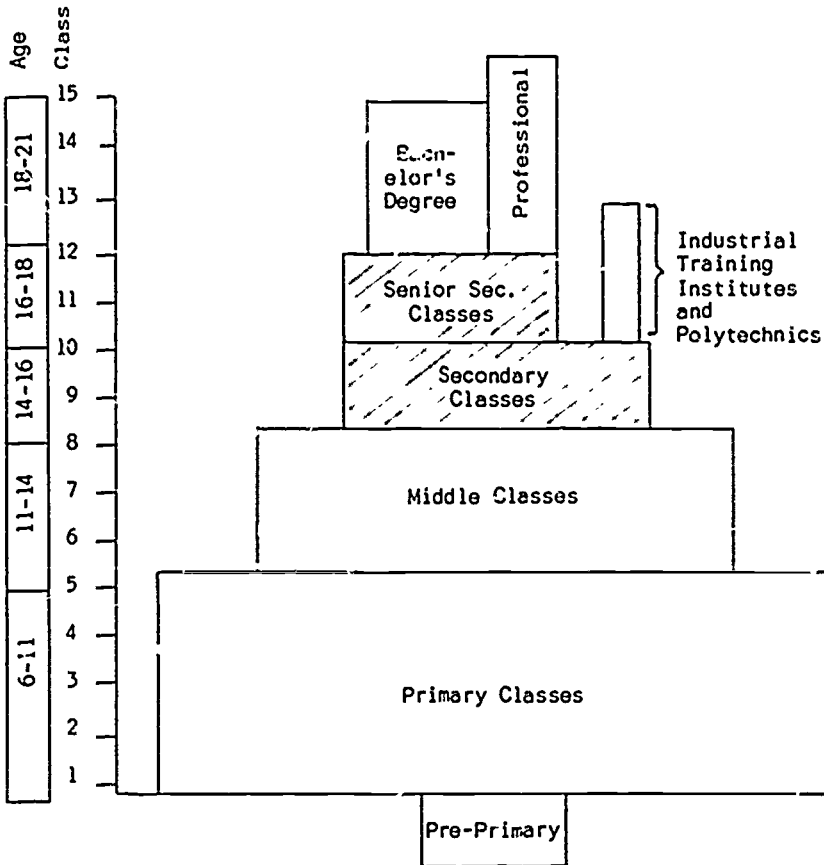 Age
Class
15
14
13
12
11
10
9
8
7
6
5
4
3
2
1
18-21
16-18
14-16
11-14
6-11
elor's
Degree
Professional
Industrial
Training
Institutes
and
Polytechnics
Senior Sec.
Classes
Secondary
Classes
Middle Classes
Primary Classes
Pre-Primary